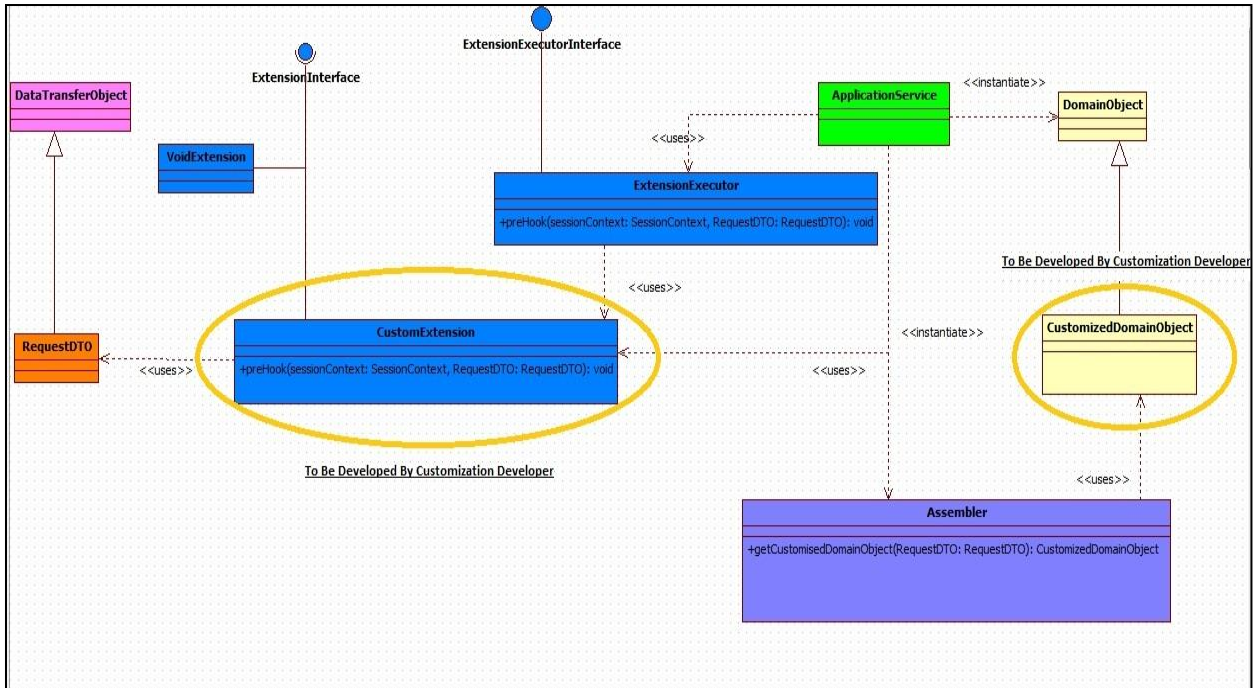 ExtensionExecutorInterface
ExtensionInterface
DataTransferObject
ApplicationService
<<instantiate>>
DomainObject
<<uses>>
VoidExtension
ExtensionExecutor
+preHook(sessionContext: SessionContext, RequestDTO: RequestDTO): void
To Be Developed By Customization Developer
<<uses>>
CustomExtension
CustomizedDomainObject
<<instantiate>>
RequestDTO
+preHook(sessionContext: SessionContext, RequestDTO: RequestDTO): void
<<uses>>
<<uses>>
To Be Developed By Customization Developer
<<uses>>
Assembler
+getCustomisedDomainObject(RequestDTO: RequestDTO): CustomizedDomainObject